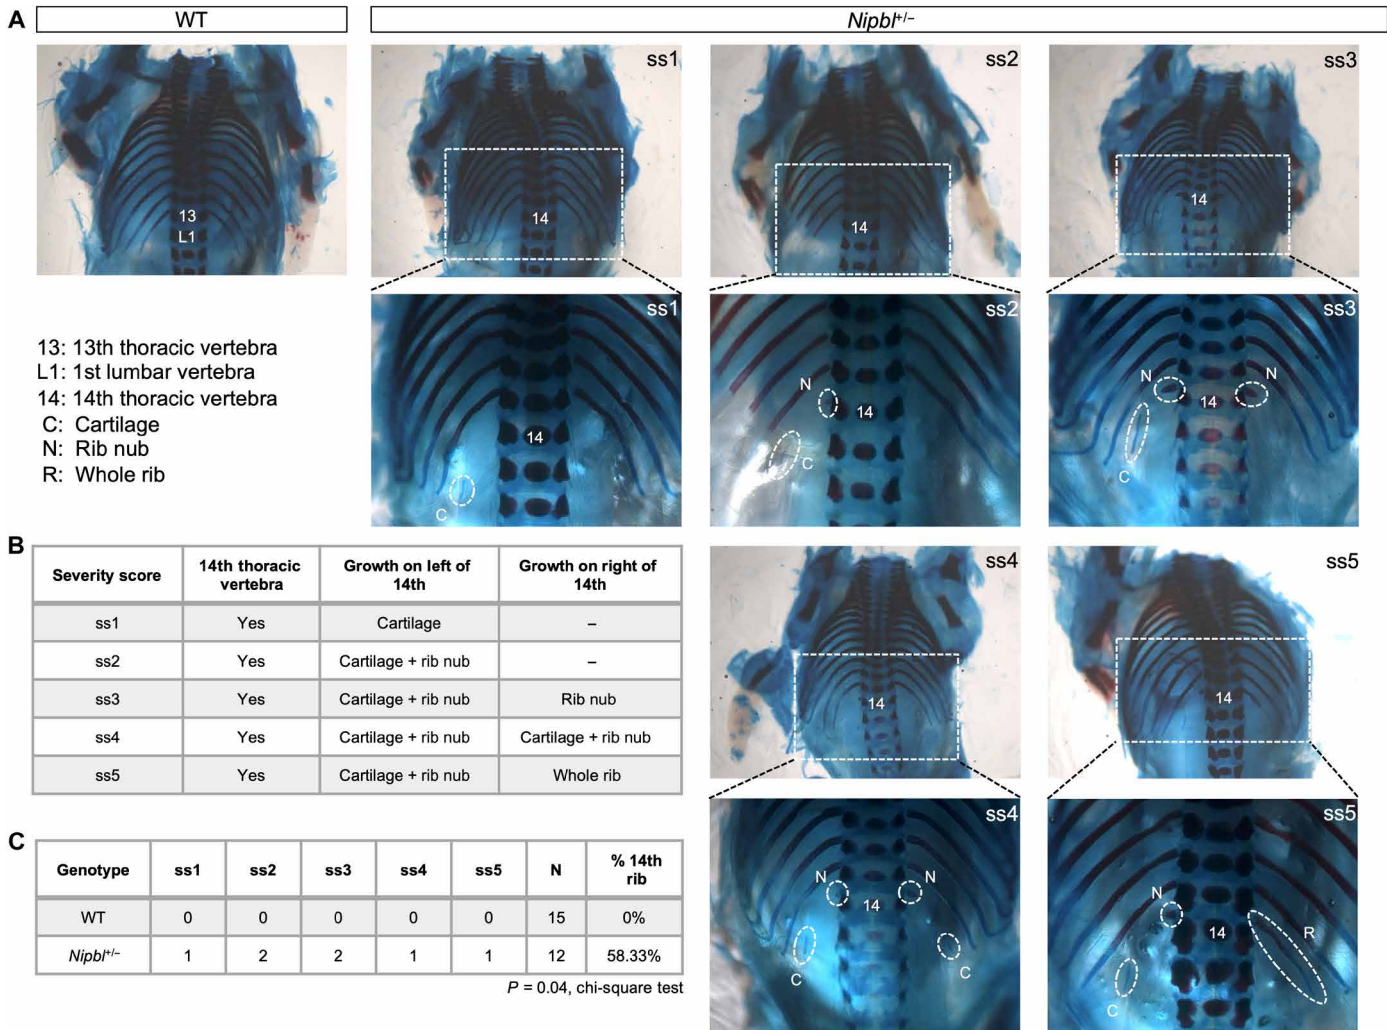 A
WT
Nipbl+/–
ss1
ss2
ss3
13
L1
14
14
14
ss1
ss2
ss3
13: 13th thoracic vertebra
L1: 1st lumbar vertebra
14: 14th thoracic vertebra
C: Cartilage
N: Rib nub
R: Whole rib
14
C
N
14
C
N
N
14
C
B
Severity score 14th thoracic vertebra Growth on left of 14th Growth on right of 14th
ss1 Yes Cartilage –
ss2 Yes Cartilage + rib nub –
ss3 Yes Cartilage + rib nub Rib nub
ss4 Yes Cartilage + rib nub Cartilage + rib nub
ss5 Yes Cartilage + rib nub Whole rib
ss4
ss5
14
14
C
Genotype ss1 ss2 ss3 ss4 ss5 N % 14th rib
WT 0 0 0 0 0 15 0%
Nipbl+/– 1 2 2 1 1 12 58.33%
P = 0.04, chi-square test
ss4
ss5
N
N
14
C
C
N
14
R
C